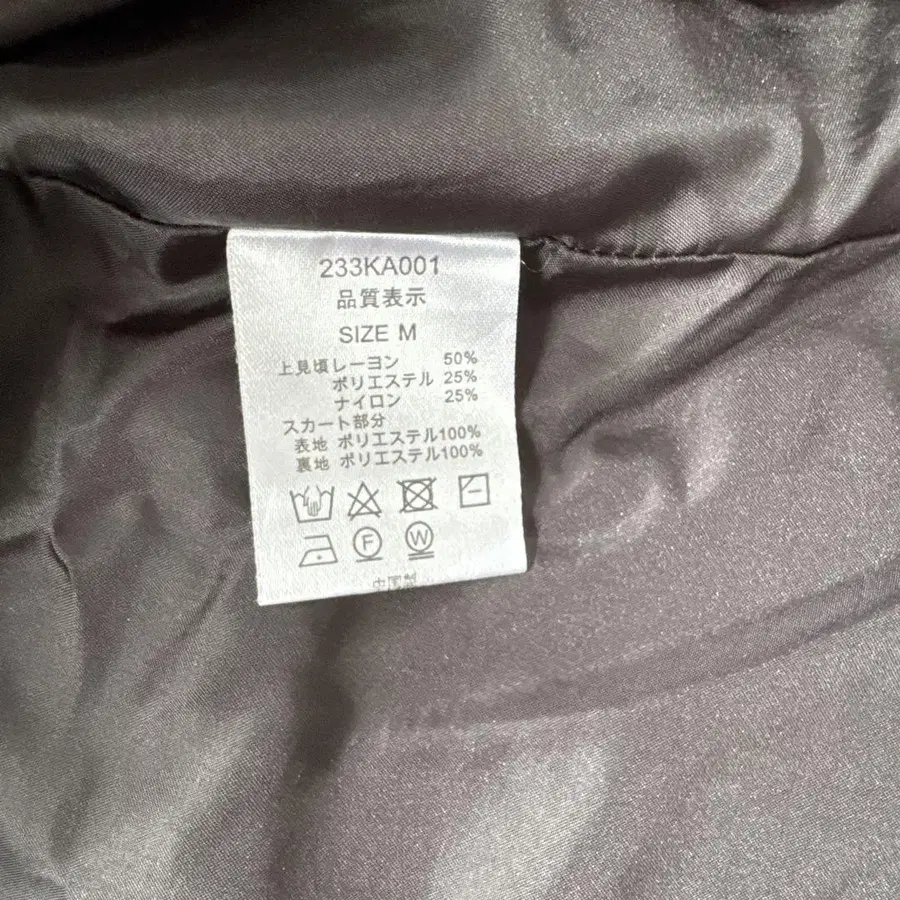 233KA001
品質表示
SIZE M
上見頃レーヨン 50%
ポリエステル 25%
ナイロン 25%
スカート部分
表地 ポリエステル100%
裏地 ポリエステル100%
F W
中国製